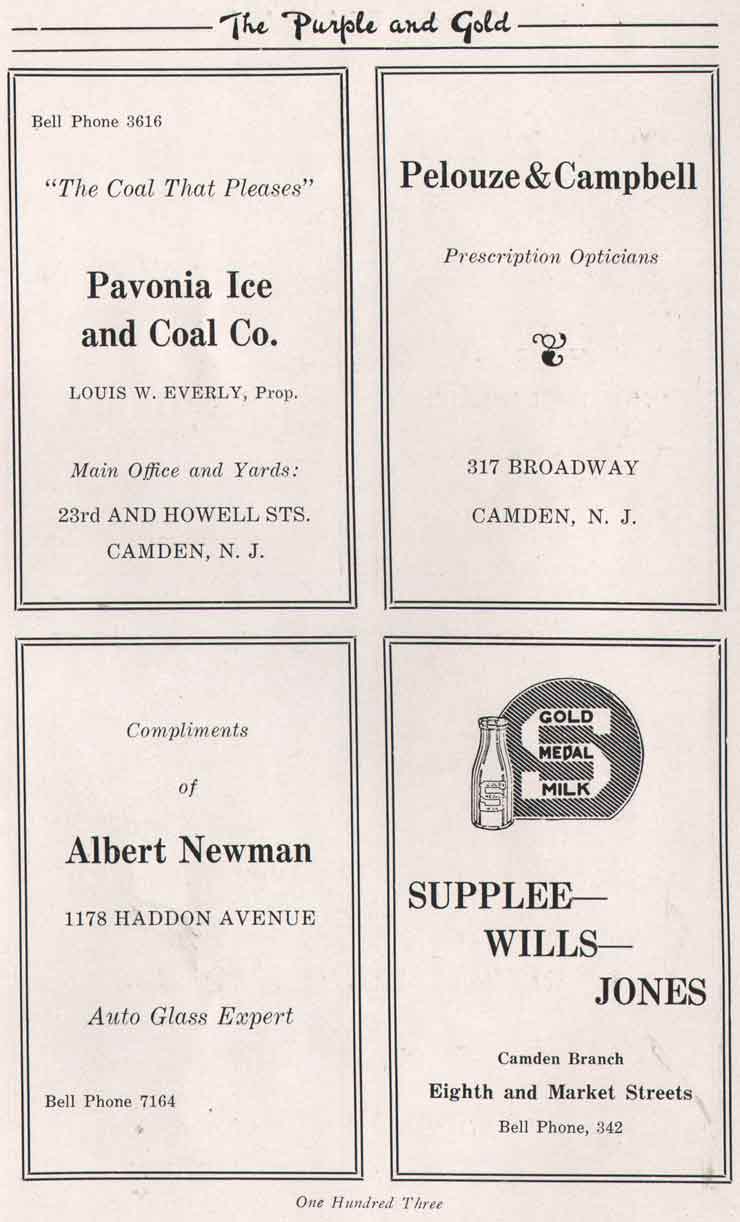 The Purple and Gold
Bell Phone 3616
"The Coal That Pleases"
Pavonia Ice
and Coal Co.
LOUIS W. EVERLY, Prop.
Main Office and Yards:
23rd AND HOWELL STS.
CAMDEN, N. J.
Pelouze & Campbell
Prescription Opticians
317 BROADWAY
CAMDEN, N. J.
Compliments
of
Albert Newman
1178 HADDON AVENUE
Auto Glass Expert
Bell Phone 7164
S
GOLD
MEDAL
MILK
S
SUPPLEE—
WILLS—
JONES
Camden Branch
Eighth and Market Streets
Bell Phone, 342
One Hundred Three